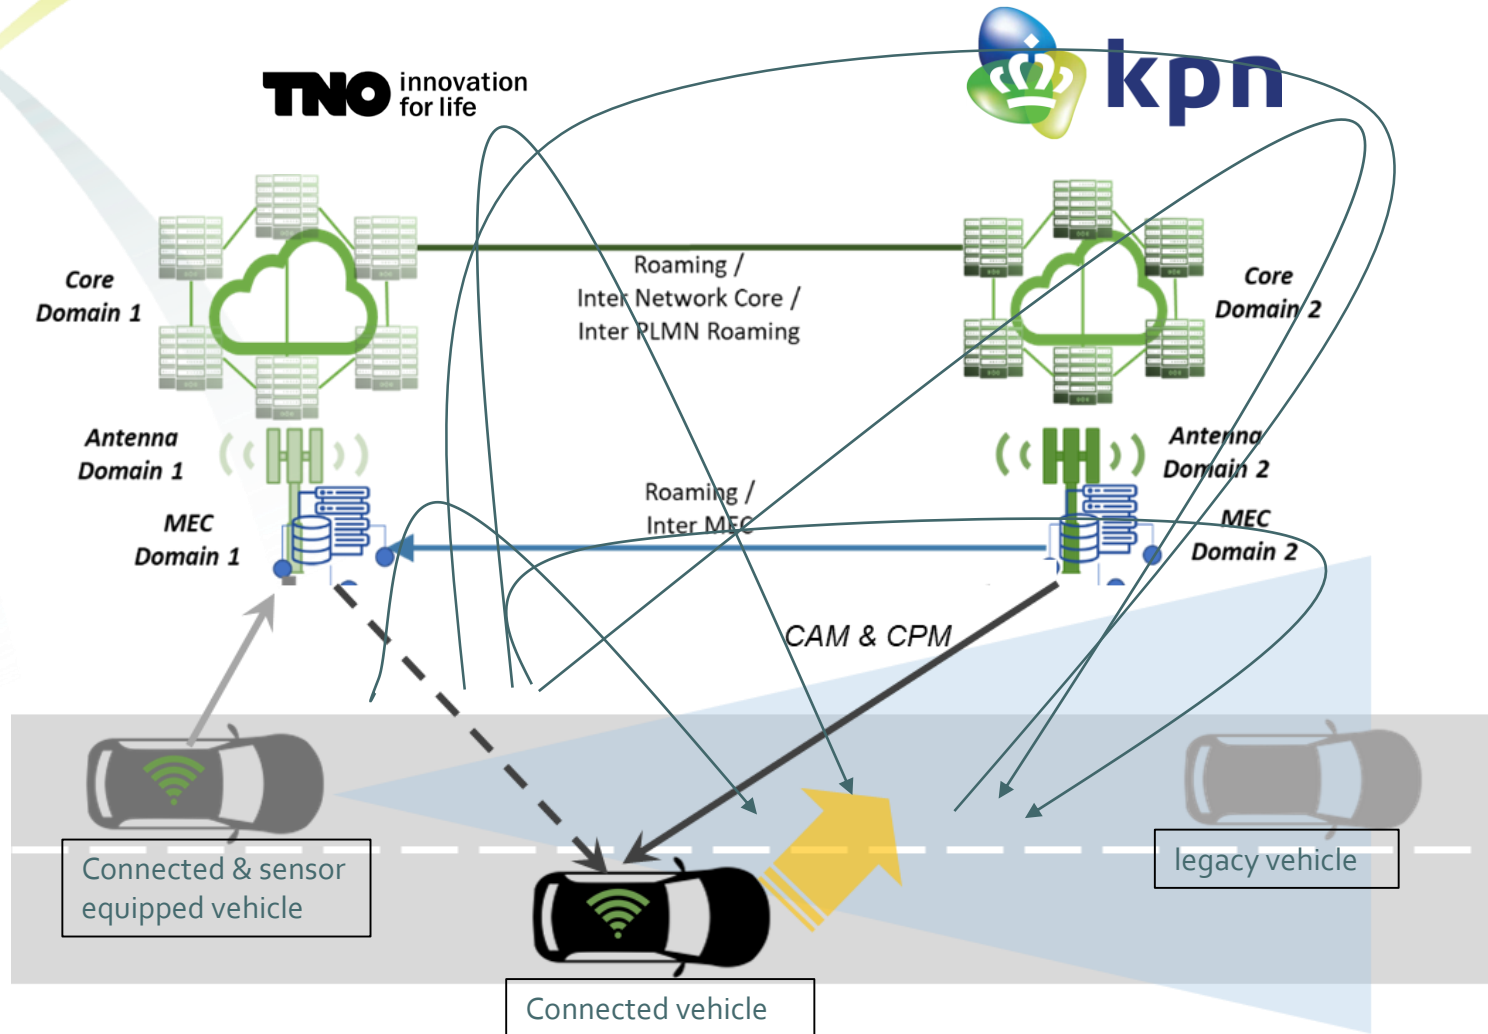 TNO innovation
for life
kpn
Core
Domain 1
Roaming /
Inter Network Core /
Inter PLMN Roaming
Core
Domain 2
Antenna
Domain 1
Antenna
Domain 2
Roaming /
Inter MEC
MEC
Domain 1
MEC
Domain 2
CAM & CPM
Connected & sensor
equipped vehicle
legacy vehicle
Connected vehicle